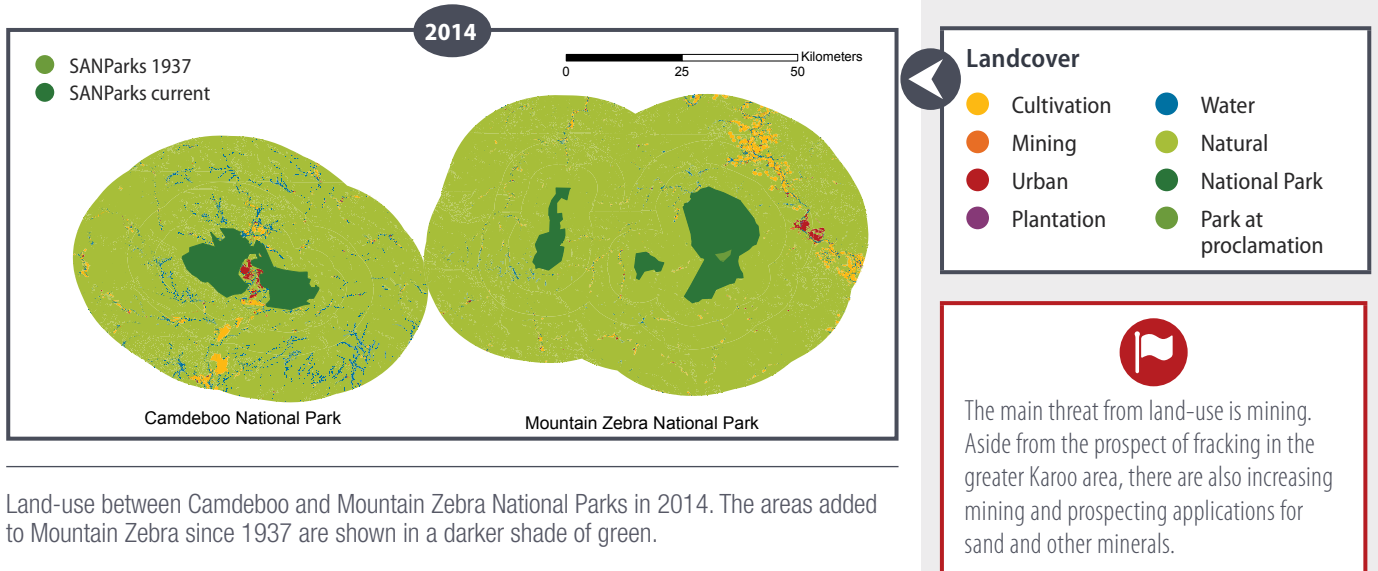 2014
SANParks 1937
SANParks current
Kilometers
0 25 50
Camdeboo National Park
Mountain Zebra National Park
Land-use between Camdeboo and Mountain Zebra National Parks in 2014. The areas added
to Mountain Zebra since 1937 are shown in a darker shade of green.
Landcover
Cultivation
Mining
Urban
Plantation
Water
Natural
National Park
Park at
proclamation
The main threat from land-use is mining.
Aside from the prospect of fracking in the
greater Karoo area, there are also increasing
mining and prospecting applications for
sand and other minerals.